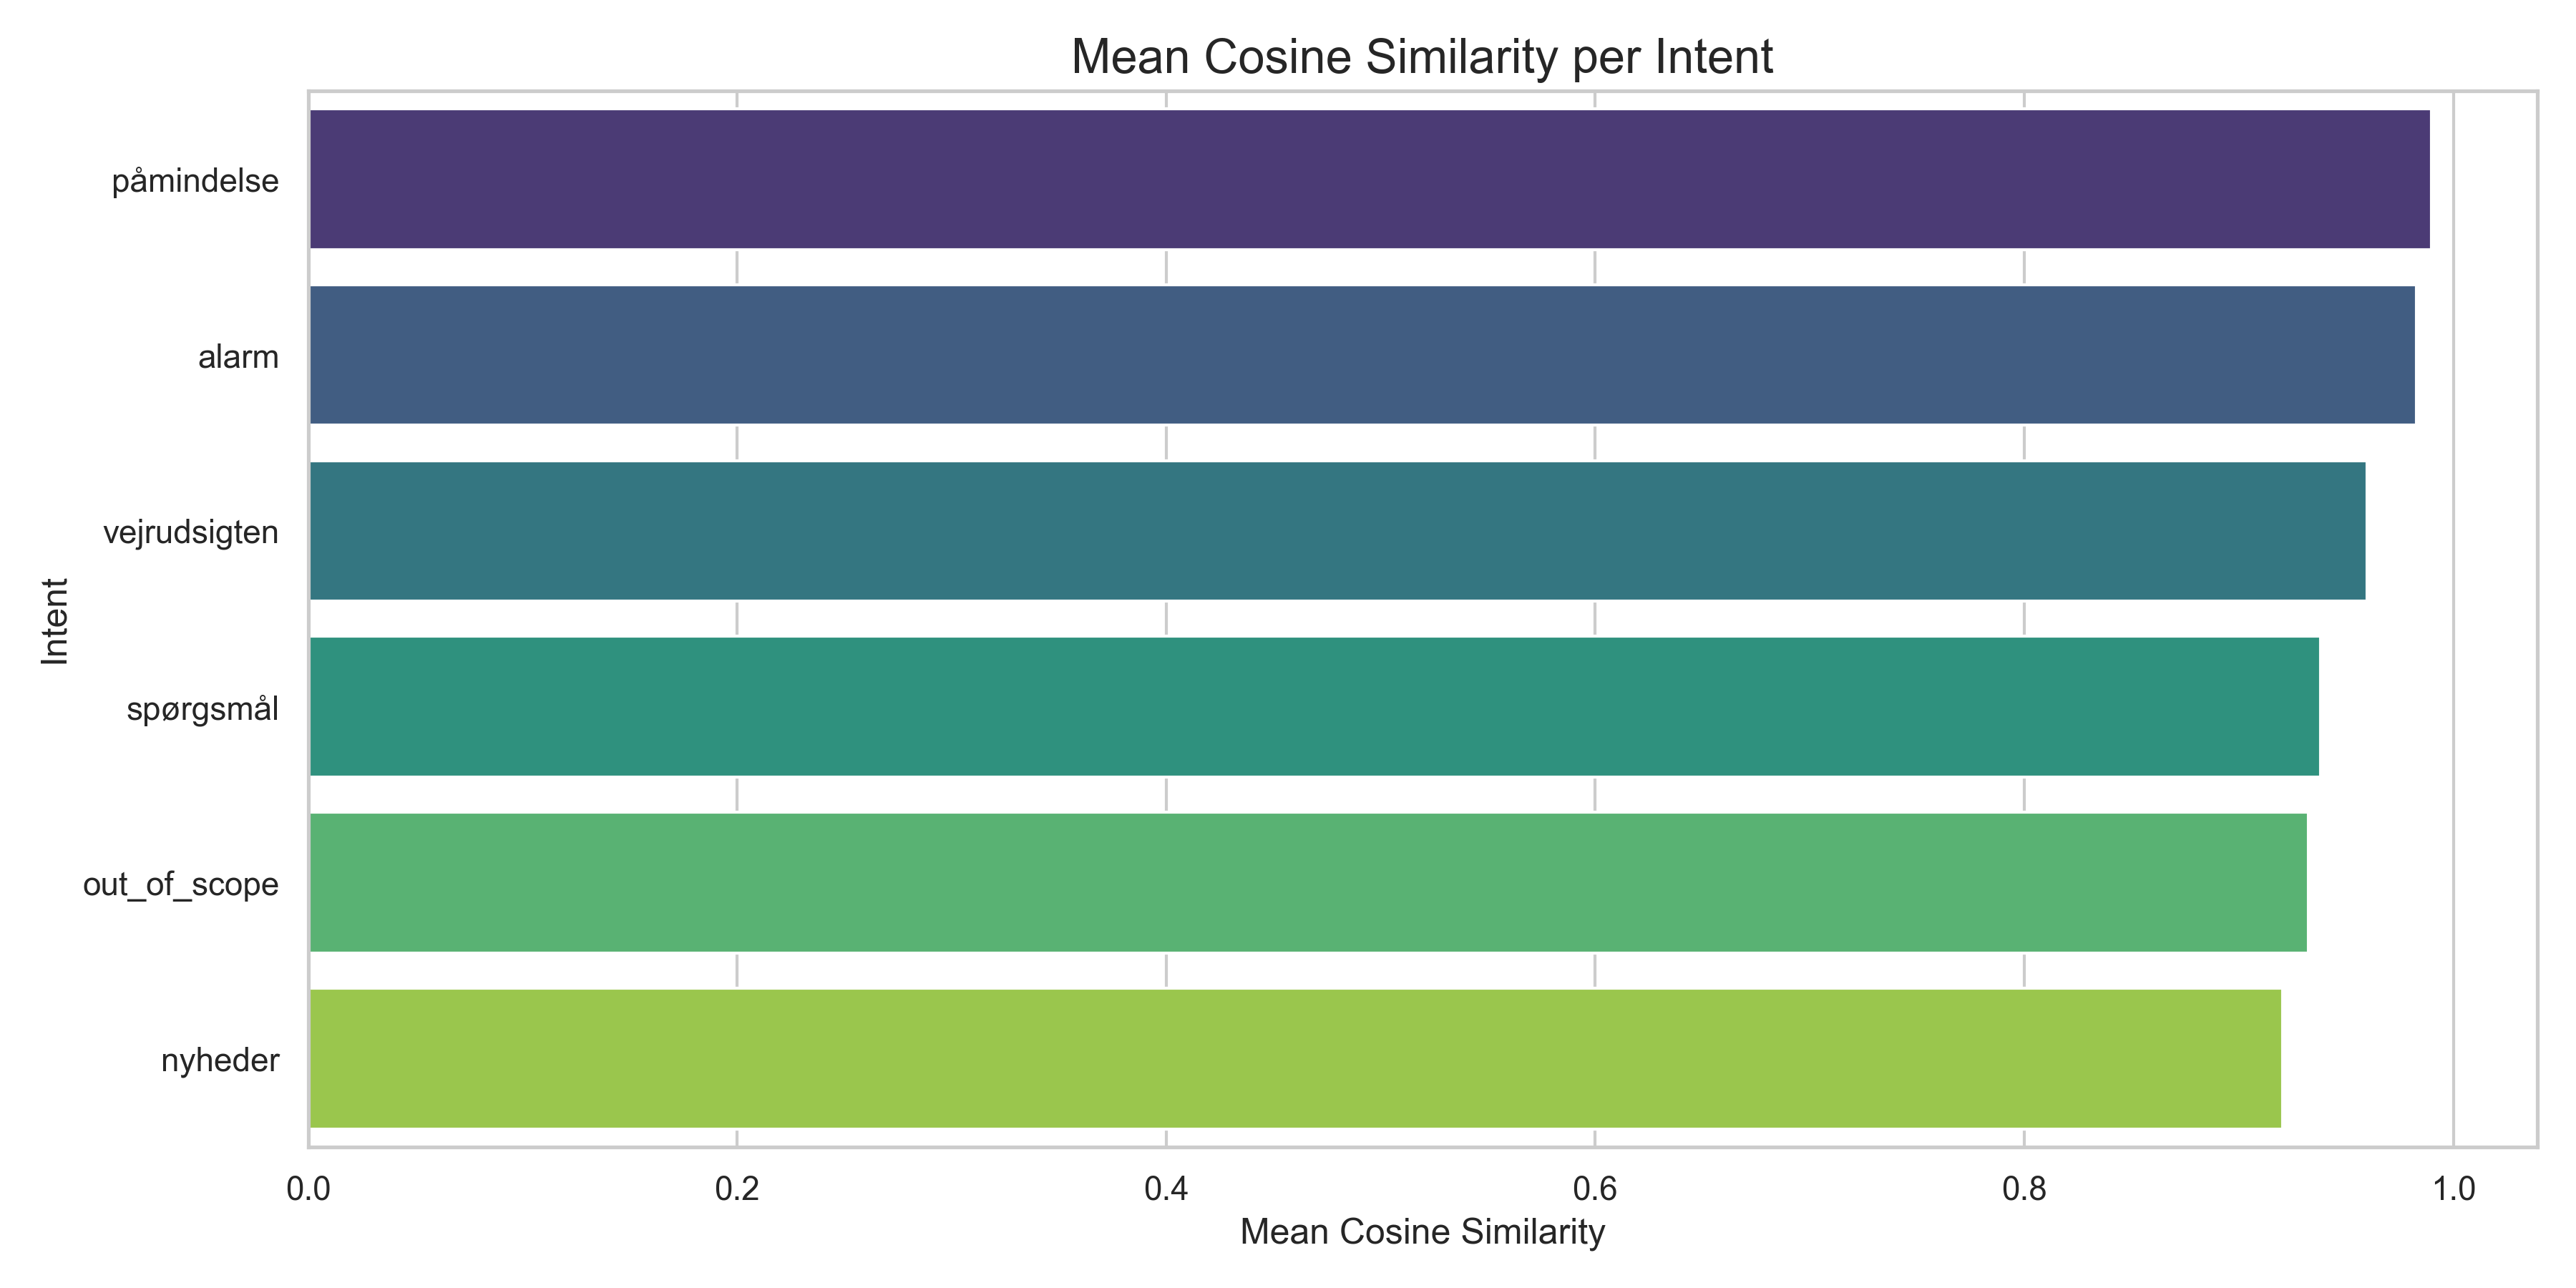 Mean Cosine Similarity per Intent
Intent
påmindelse
alarm
vejrudsigten
spørgsmål
out_of_scope
nyheder
0.0 0.2 0.4 0.6 0.8 1.0
Mean Cosine Similarity